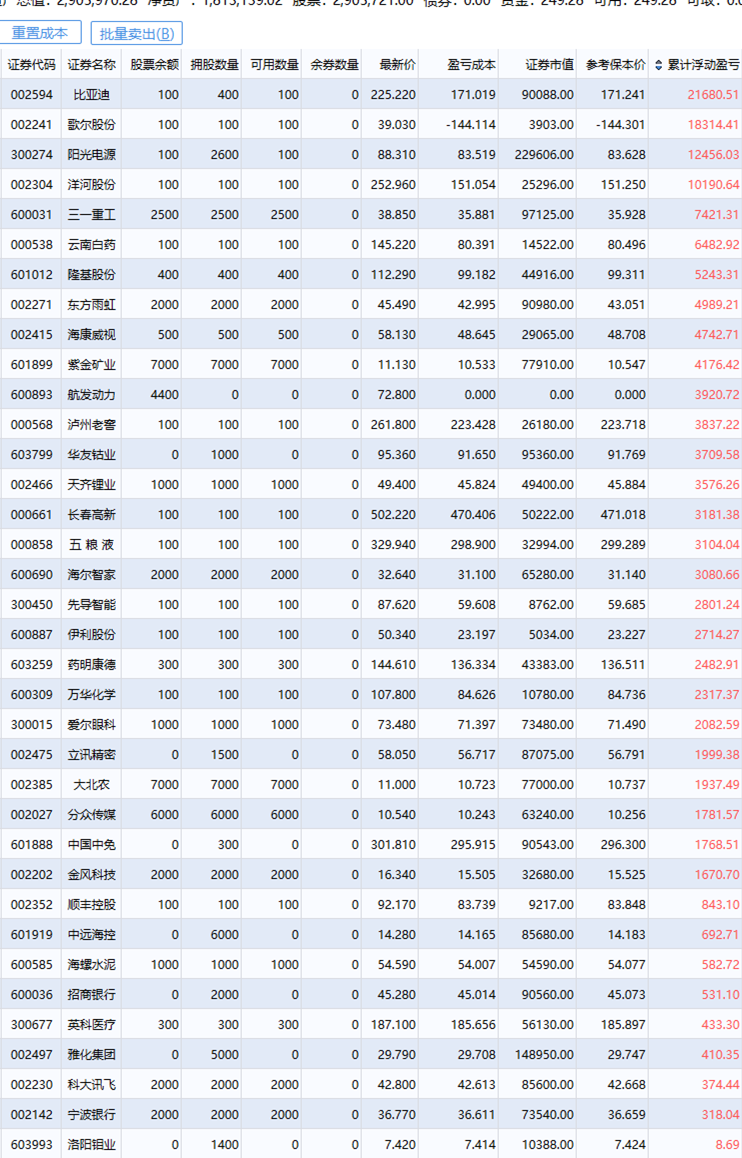 总值: 2,905,970.28 净资产: 1,615,159.02 股票: 2,905,721.00 债券: 0.00 资金: 249.28 可用: 249.28 可取: 0.0
重置成本 批量卖出(B)
证券代码 证券名称 股票余额 拥股数量 可用数量 余券数量 最新价 盈亏成本 证券市值 参考保本价 累计浮动盈亏
002594 比亚迪 100 400 100 0 225.220 171.019 90088.00 171.241 21680.51
002241 歌尔股份 100 100 100 0 39.030 -144.114 3903.00 -144.301 18314.41
300274 阳光电源 100 2600 100 0 88.310 83.519 229606.00 83.628 12456.03
002304 洋河股份 100 100 100 0 252.960 151.054 25296.00 151.250 10190.64
600031 三一重工 2500 2500 2500 0 38.850 35.881 97125.00 35.928 7421.31
000538 云南白药 100 100 100 0 145.220 80.391 14522.00 80.496 6482.92
601012 隆基股份 400 400 400 0 112.290 99.182 44916.00 99.311 5243.31
002271 东方雨虹 2000 2000 2000 0 45.490 42.995 90980.00 43.051 4989.21
002415 海康威视 500 500 500 0 58.130 48.645 29065.00 48.708 4742.71
601899 紫金矿业 7000 7000 7000 0 11.130 10.533 77910.00 10.547 4176.42
600893 航发动力 4400 0 0 0 72.800 0.000 0.00 0.000 3920.72
000568 泸州老窖 100 100 100 0 261.800 223.428 26180.00 223.718 3837.22
603799 华友钴业 0 1000 0 0 95.360 91.650 95360.00 91.769 3709.58
002466 天齐锂业 1000 1000 1000 0 49.400 45.824 49400.00 45.884 3576.26
000661 长春高新 100 100 100 0 502.220 470.406 50222.00 471.018 3181.38
000858 五 粮 液 100 100 100 0 329.940 298.900 32994.00 299.289 3104.04
600690 海尔智家 2000 2000 2000 0 32.640 31.100 65280.00 31.140 3080.66
300450 先导智能 100 100 100 0 87.620 59.608 8762.00 59.685 2801.24
600887 伊利股份 100 100 100 0 50.340 23.197 5034.00 23.227 2714.27
603259 药明康德 300 300 300 0 144.610 136.334 43383.00 136.511 2482.91
600309 万华化学 100 100 100 0 107.800 84.626 10780.00 84.736 2317.37
300015 爱尔眼科 1000 1000 1000 0 73.480 71.397 73480.00 71.490 2082.59
002475 立讯精密 0 1500 0 0 58.050 56.717 87075.00 56.791 1999.38
002385 大北农 7000 7000 7000 0 11.000 10.723 77000.00 10.737 1937.49
002027 分众传媒 6000 6000 6000 0 10.540 10.243 63240.00 10.256 1781.57
601888 中国中免 0 300 0 0 301.810 295.915 90543.00 296.300 1768.51
002202 金风科技 2000 2000 2000 0 16.340 15.505 32680.00 15.525 1670.70
002352 顺丰控股 100 100 100 0 92.170 83.739 9217.00 83.848 843.10
601919 中远海控 0 6000 0 0 14.280 14.165 85680.00 14.183 692.71
600585 海螺水泥 1000 1000 1000 0 54.590 54.007 54590.00 54.077 582.72
600036 招商银行 0 2000 0 0 45.280 45.014 90560.00 45.073 531.10
300677 英科医疗 300 300 300 0 187.100 185.656 56130.00 185.897 433.30
002497 雅化集团 0 5000 0 0 29.790 29.708 148950.00 29.747 410.35
002230 科大讯飞 2000 2000 2000 0 42.800 42.613 85600.00 42.668 374.44
002142 宁波银行 2000 2000 2000 0 36.770 36.611 73540.00 36.659 318.04
603993 洛阳钼业 0 1400 0 0 7.420 7.414 10388.00 7.424 8.69